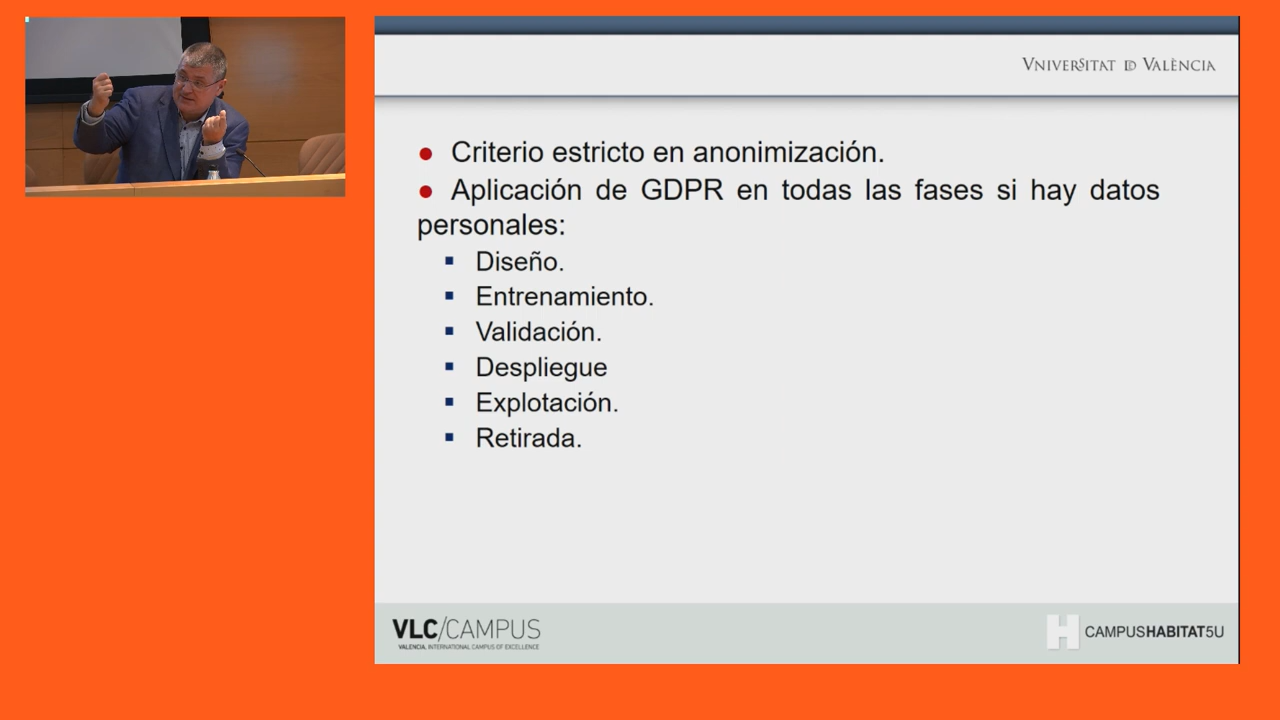 VNIVERSITAT ID VALÈNCIA
● Criterio estricto en anonimización.
● Aplicación de GDPR en todas las fases si hay datos
personales:
▪ Diseño.
▪ Entrenamiento.
▪ Validación.
▪ Despliegue
▪ Explotación.
▪ Retirada.
VLC/CAMPUS
VALENCIA, INTERNATIONAL CAMPUS OF EXCELLENCE
H CAMPUSHABITAT5U